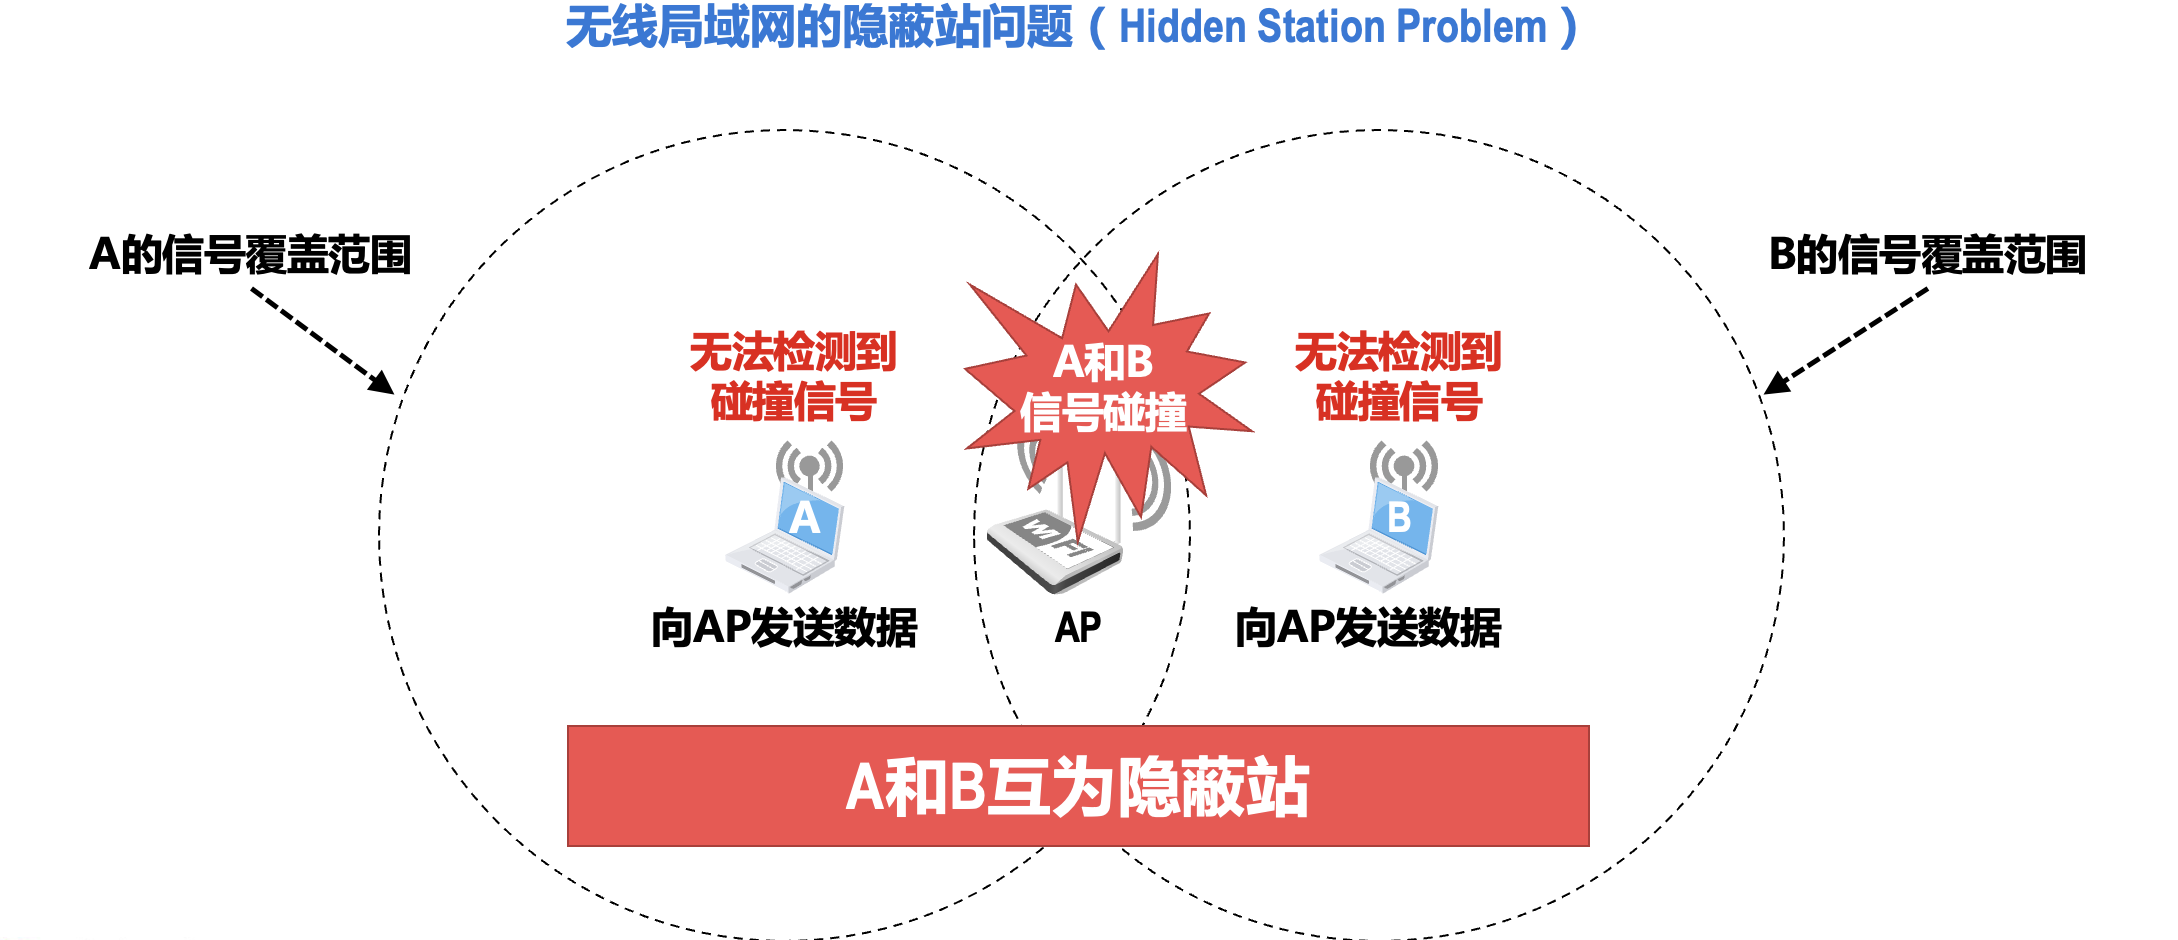 无线局域网的隐蔽站问题（Hidden Station Problem）
A的信号覆盖范围
B的信号覆盖范围
无法检测到
碰撞信号
A和B
信号碰撞
无法检测到
碰撞信号
A
WI
FI
B
向AP发送数据
AP
向AP发送数据
A和B互为隐蔽站